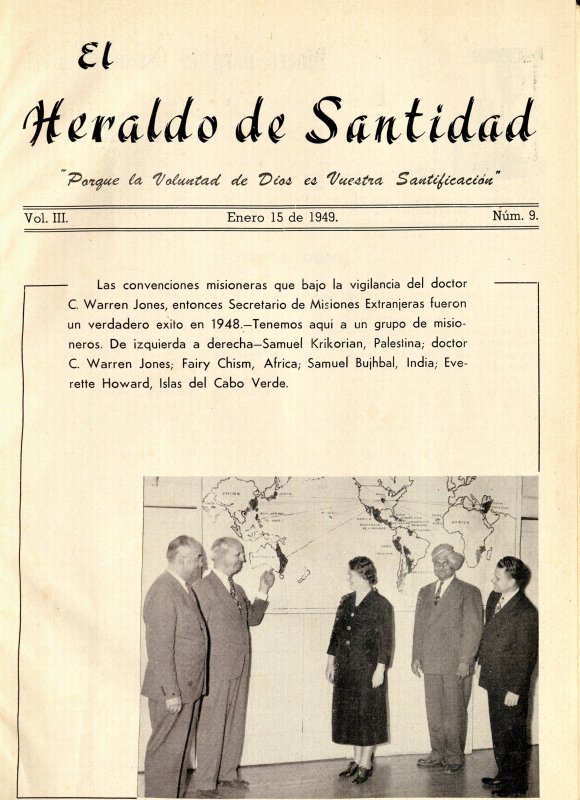 El
Heraldo de Santidad
"Porque la Voluntad de Dios es Vuestra Santificación"
Vol. III. Enero 15 de 1949. Núm. 9.
Las convenciones misioneras que bajo la vigilancia del doctor
C. Warren Jones, entonces Secretario de Misiones Extranjeras fueron
un verdadero exito en 1948.—Tenemos aqui a un grupo de misio-
neros. De izquierda a derecha—Samuel Krikorian, Palestina; doctor
C. Warren Jones; Fairy Chism, Africa; Samuel Bujhbal, India; Eve-
rette Howard, Islas del Cabo Verde.
CHINA
AFRICA